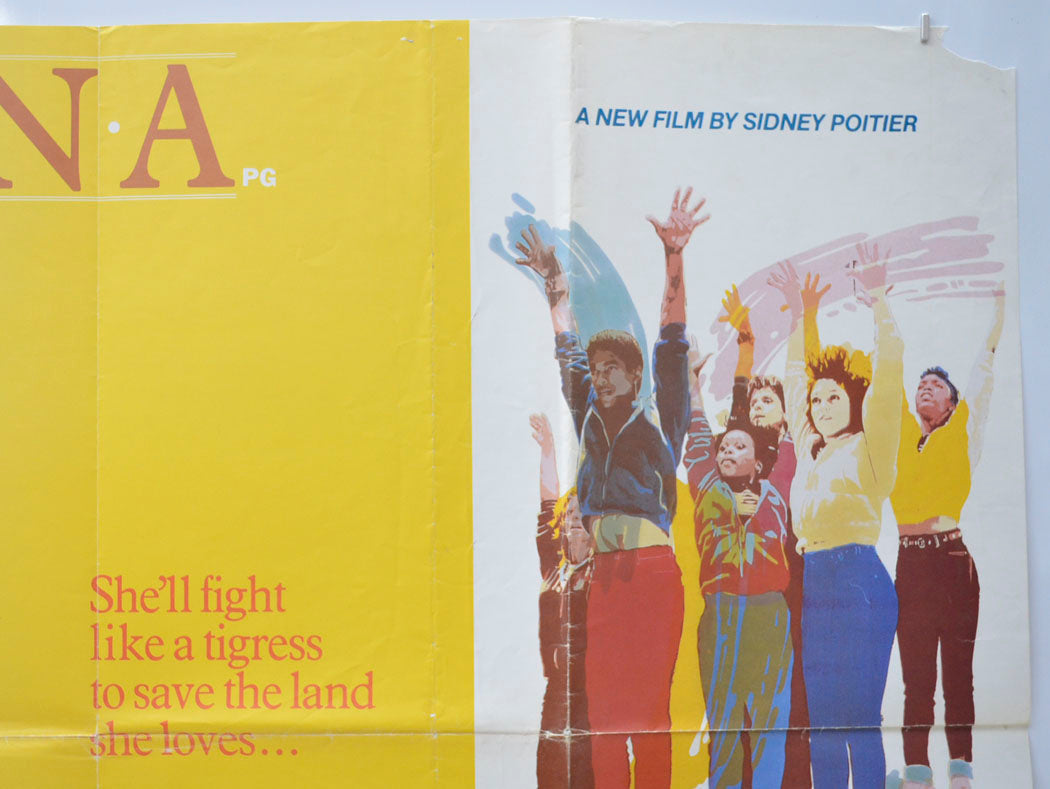 N·A
PG
A NEW FILM BY SIDNEY POITIER
She'll fight
like a tigress
to save the land
she loves...